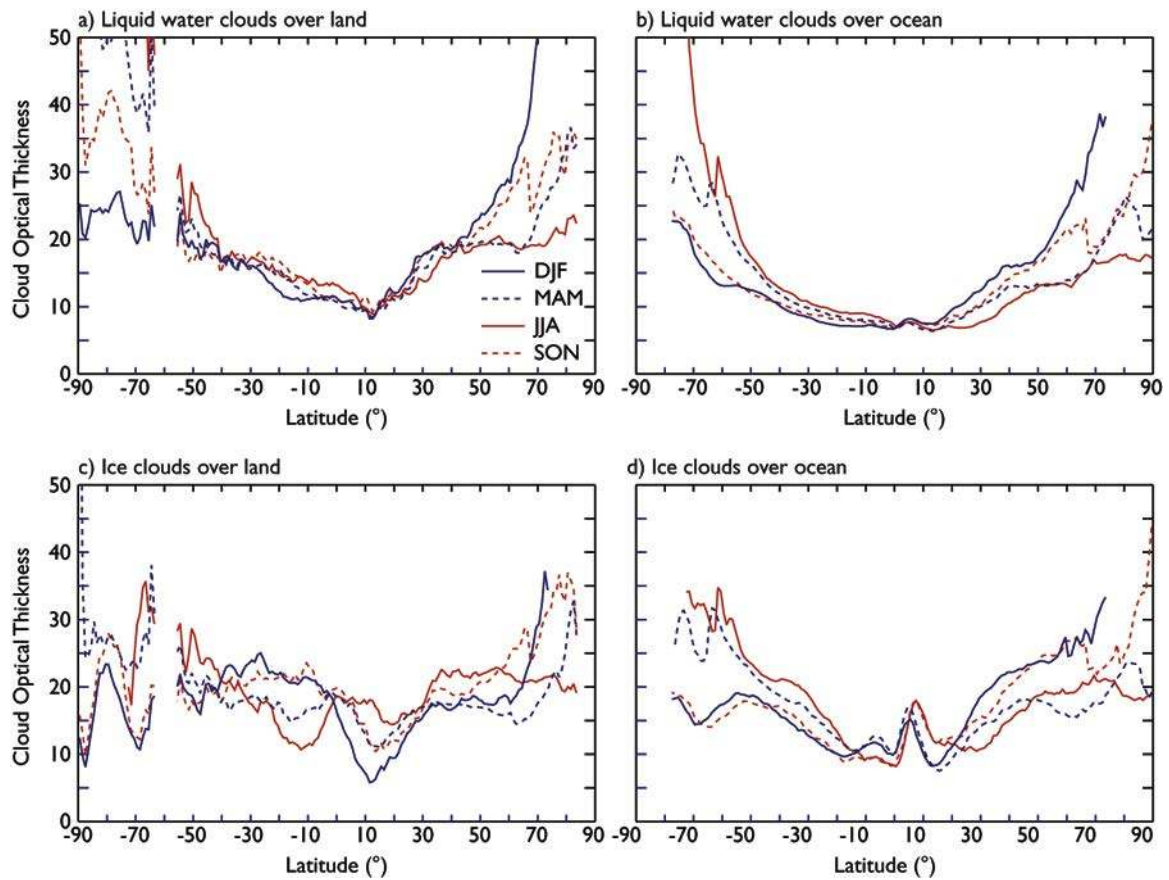 a) Liquid water clouds over land
b) Liquid water clouds over ocean
50
40
30
20
10
0
Cloud Optical Thickness
DJF
MAM
JJA
SON
-90 -70 -50 -30 -10 10 30 50 70 90
Latitude (°)
-90 -70 -50 -30 -10 10 30 50 70 90
Latitude (°)
c) Ice clouds over land
d) Ice clouds over ocean
50
40
30
20
10
0
Cloud Optical Thickness
-90 -70 -50 -30 -10 10 30 50 70 90
Latitude (°)
-90 -70 -50 -30 -10 10 30 50 70 90
Latitude (°)